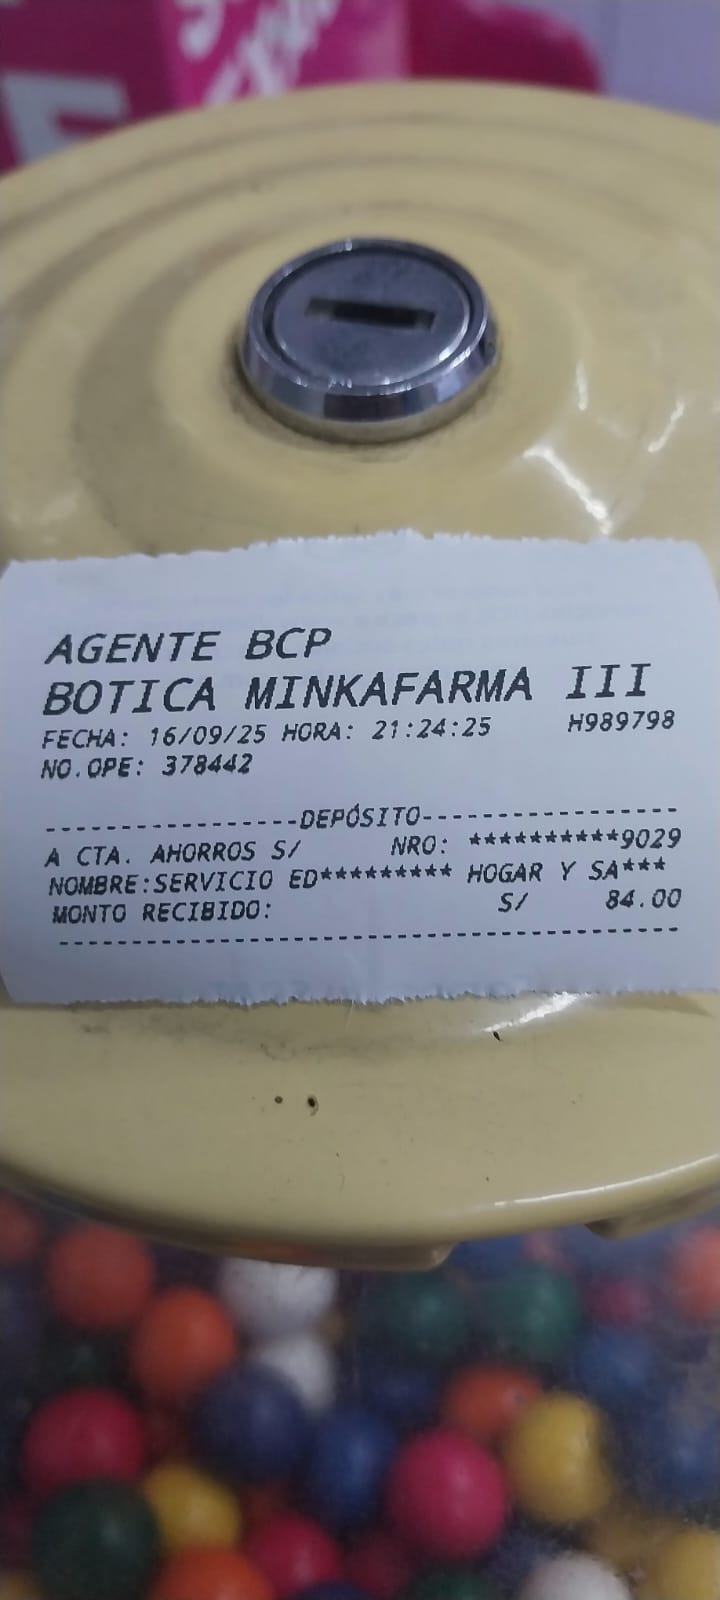 AGENTE BCP
BOTICA MINKAFARMA III
FECHA: 16/09/25 HORA: 21:24:25 H989798
NO.OPE: 378442
-----------------DEPÓSITO-----------------
A CTA. AHORROS S/ NRO: **********9029
NOMBRE:SERVICIO ED********* HOGAR Y SA***
MONTO RECIBIDO: S/ 84.00
------------------------------------------